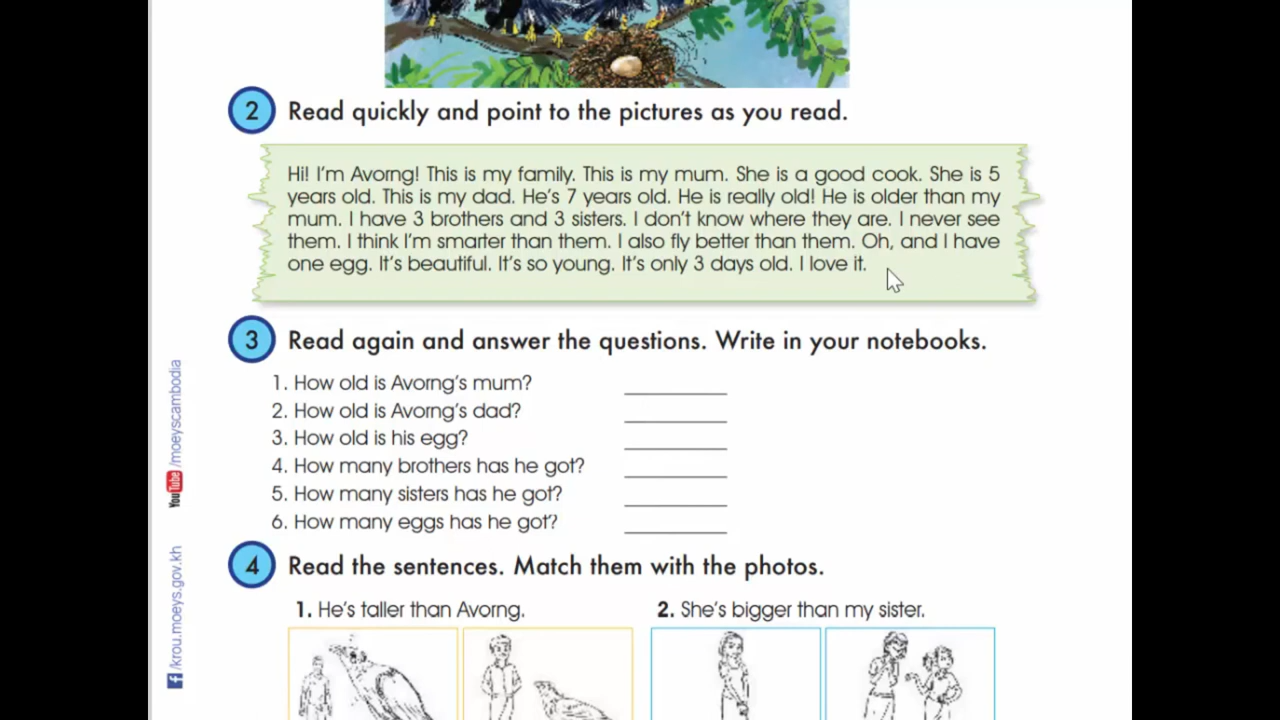 2 Read quickly and point to the pictures as you read.
Hi! I'm Avorng! This is my family. This is my mum. She is a good cook. She is 5
years old. This is my dad. He's 7 years old. He is really old! He is older than my
mum. I have 3 brothers and 3 sisters. I don't know where they are. I never see
them. I think I'm smarter than them. I also fly better than them. Oh, and I have
one egg. It's beautiful. It's so young. It's only 3 days old. I love it.
3 Read again and answer the questions. Write in your notebooks.
1. How old is Avorng's mum?
2. How old is Avorng's dad?
3. How old is his egg?
4. How many brothers has he got?
5. How many sisters has he got?
6. How many eggs has he got?
4 Read the sentences. Match them with the photos.
1. He's taller than Avorng.
2. She's bigger than my sister.
YouTube /moeyscambodia
f /krou.moeys.gov.kh